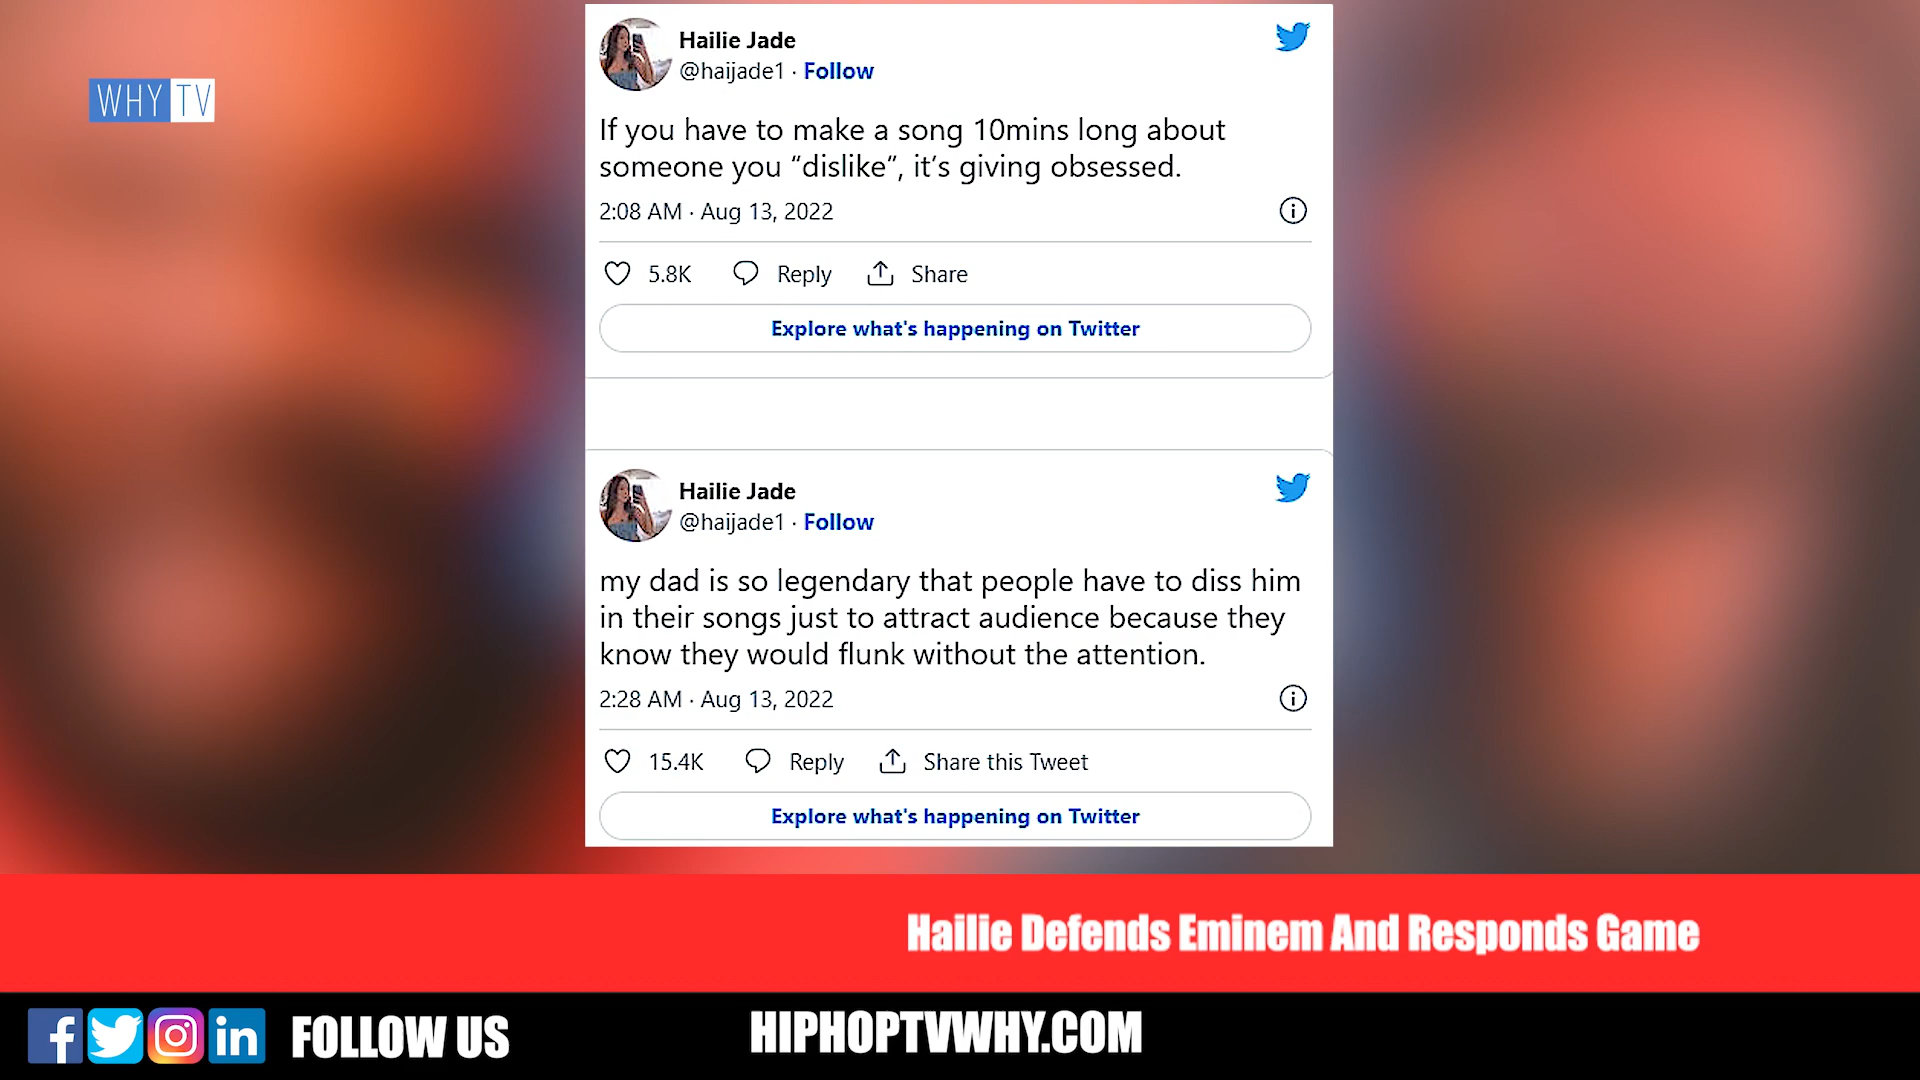 WHY TV
Hailie Jade
@haijade1 · Follow
If you have to make a song 10mins long about
someone you “dislike”, it’s giving obsessed.
2:08 AM · Aug 13, 2022
5.8K Reply Share
Explore what's happening on Twitter
Hailie Jade
@haijade1 · Follow
my dad is so legendary that people have to diss him
in their songs just to attract audience because they
know they would flunk without the attention.
2:28 AM · Aug 13, 2022
15.4K Reply Share this Tweet
Explore what's happening on Twitter
Hailie Defends Eminem And Responds Game
FOLLOW US
HIPHOPTVWHY.COM